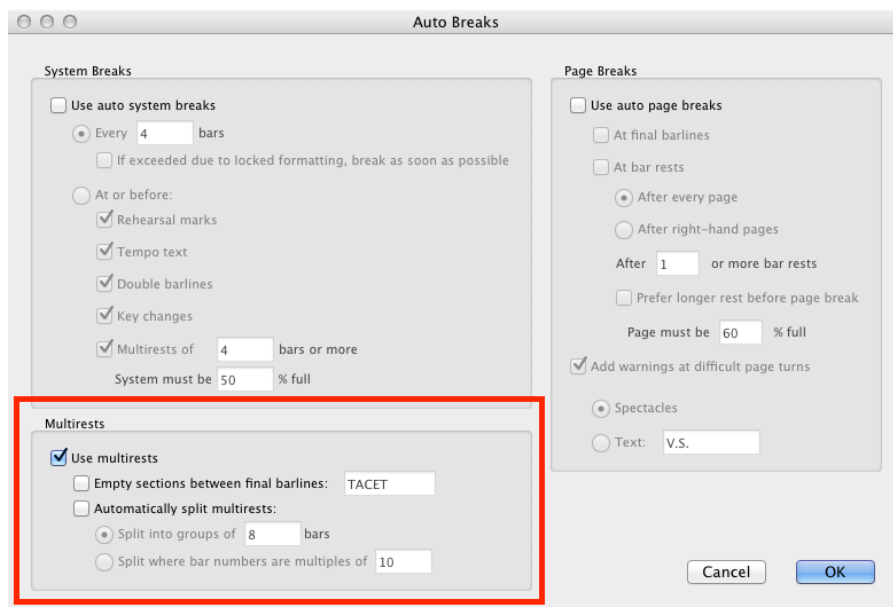 Auto Breaks
System Breaks
Use auto system breaks
Every 4 bars
If exceeded due to locked formatting, break as soon as possible
At or before:
Rehearsal marks
Tempo text
Double barlines
Key changes
Multirests of 4 bars or more
System must be 50 % full
Multirests
Use multirests
Empty sections between final barlines: TACET
Automatically split multirests:
Split into groups of 8 bars
Split where bar numbers are multiples of 10
Page Breaks
Use auto page breaks
At final barlines
At bar rests
After every page
After right-hand pages
After 1 or more bar rests
Prefer longer rest before page break
Page must be 60 % full
Add warnings at difficult page turns
Spectacles
Text: V.S.
Cancel OK